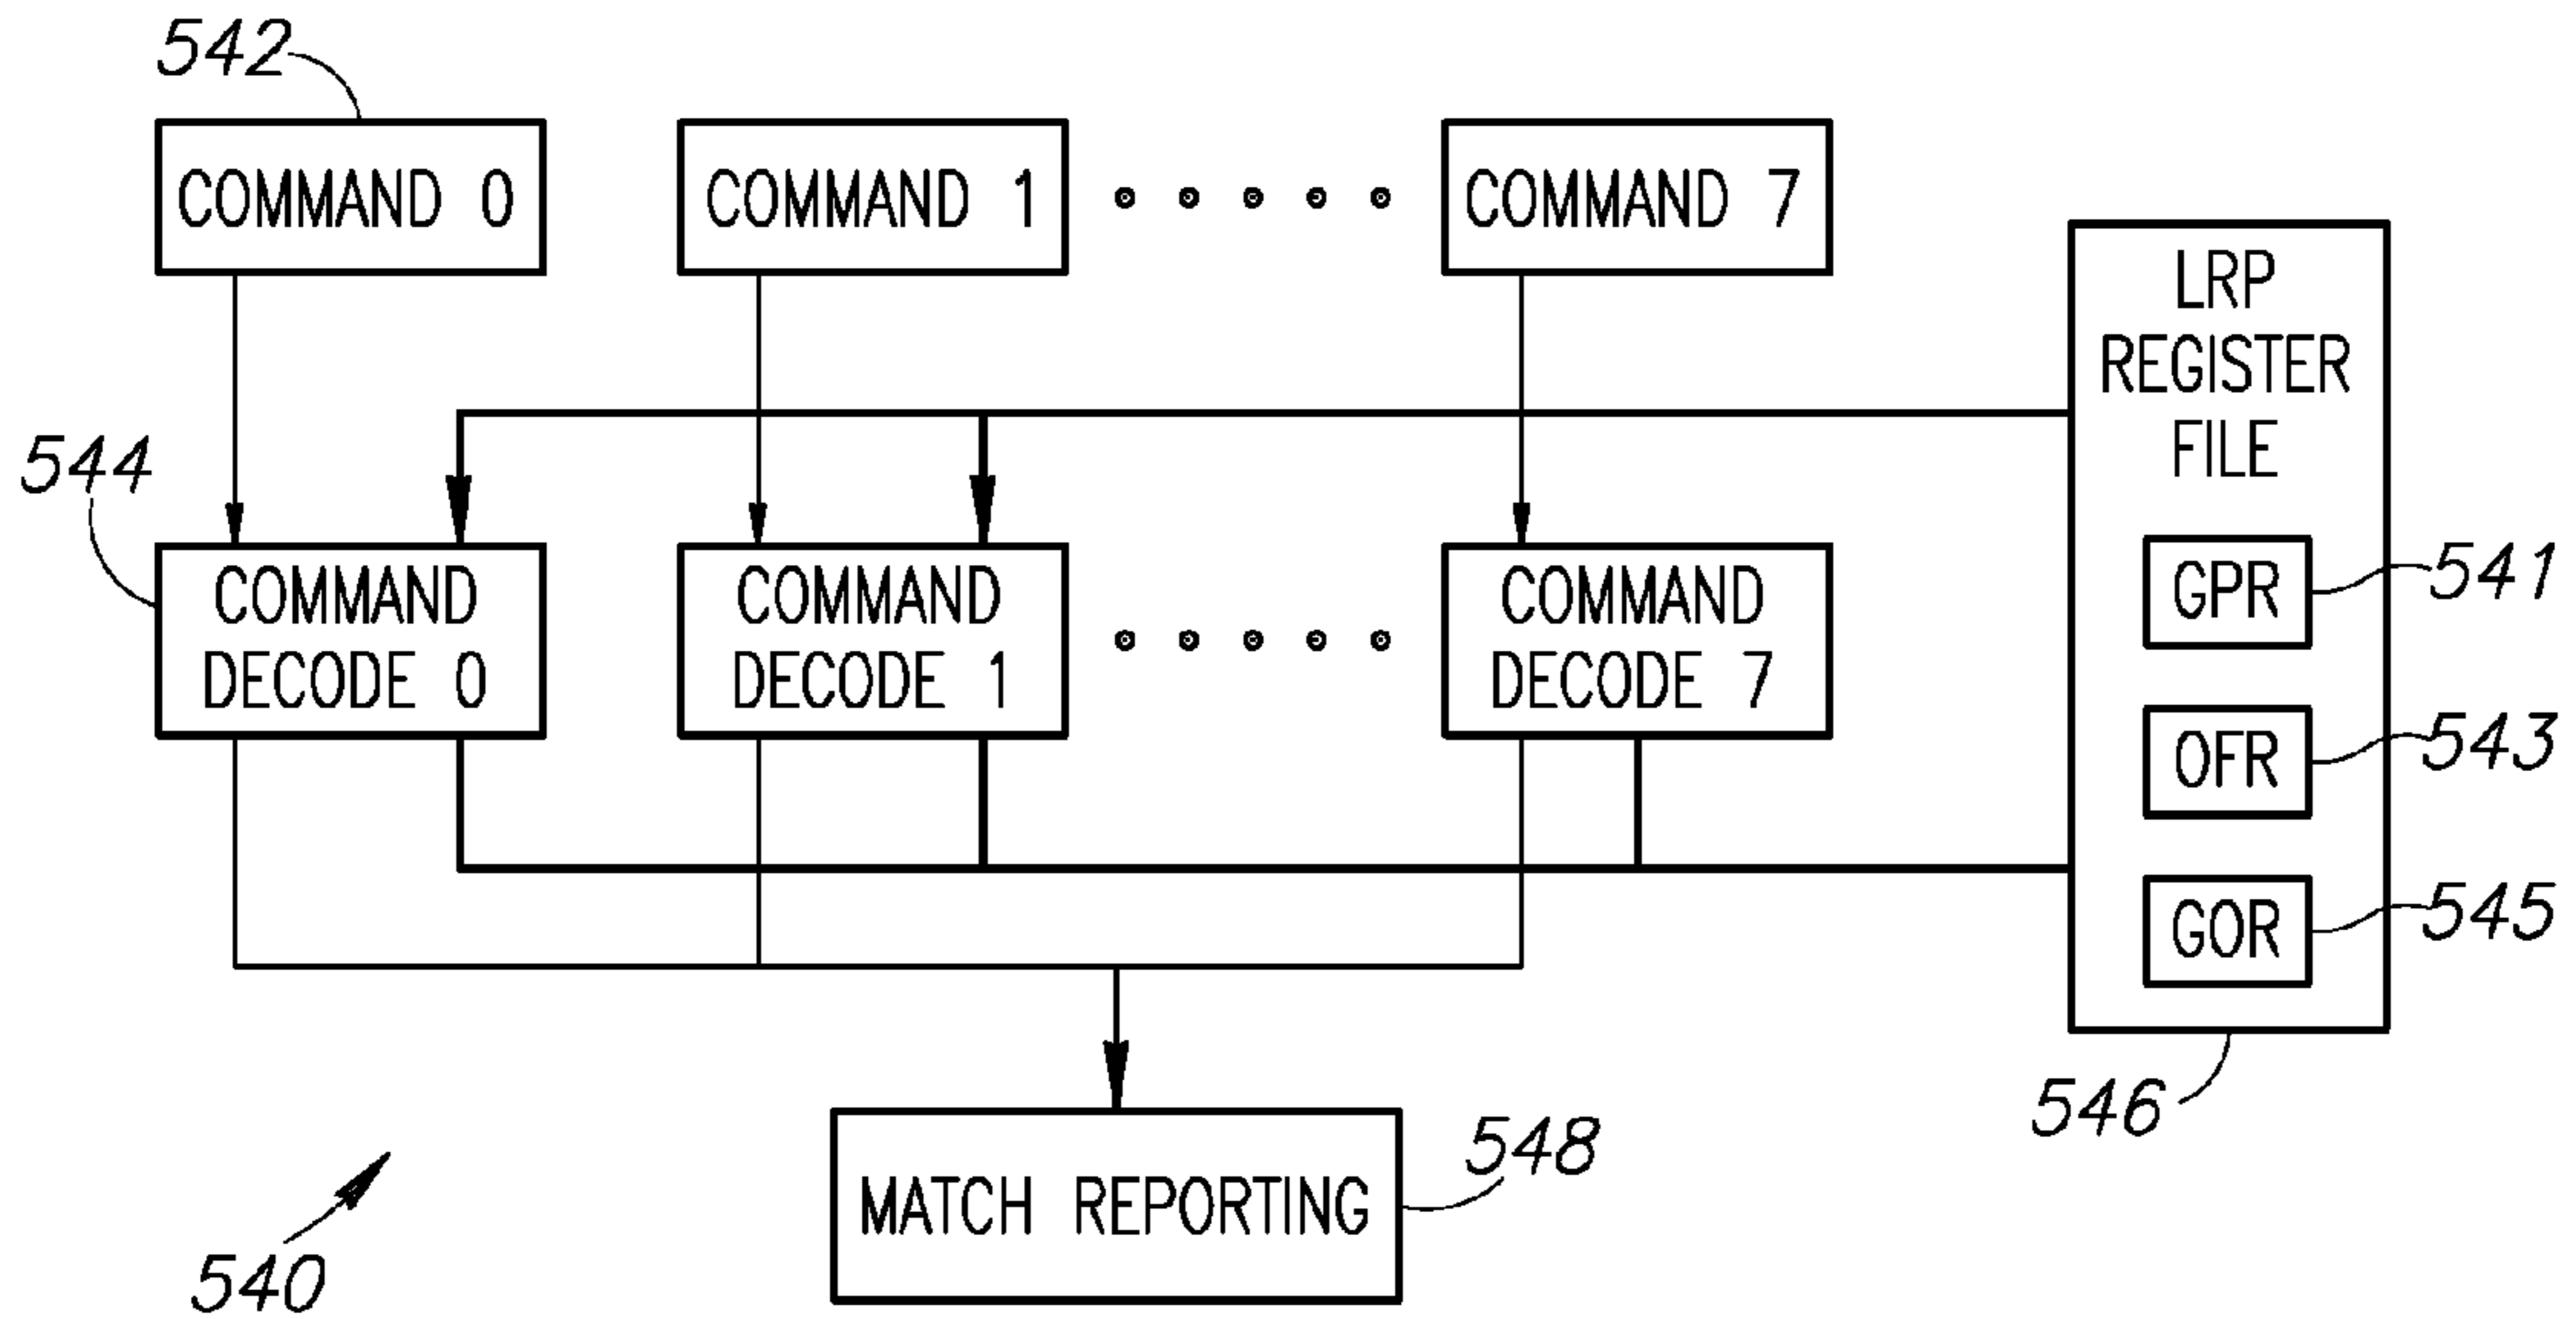 542
COMMAND 0
COMMAND 1
COMMAND 7
LRP
REGISTER
FILE
544
COMMAND
DECODE 0
COMMAND
DECODE 1
COMMAND
DECODE 7
GPR
541
OFR
543
GOR
545
546
MATCH REPORTING
548
540